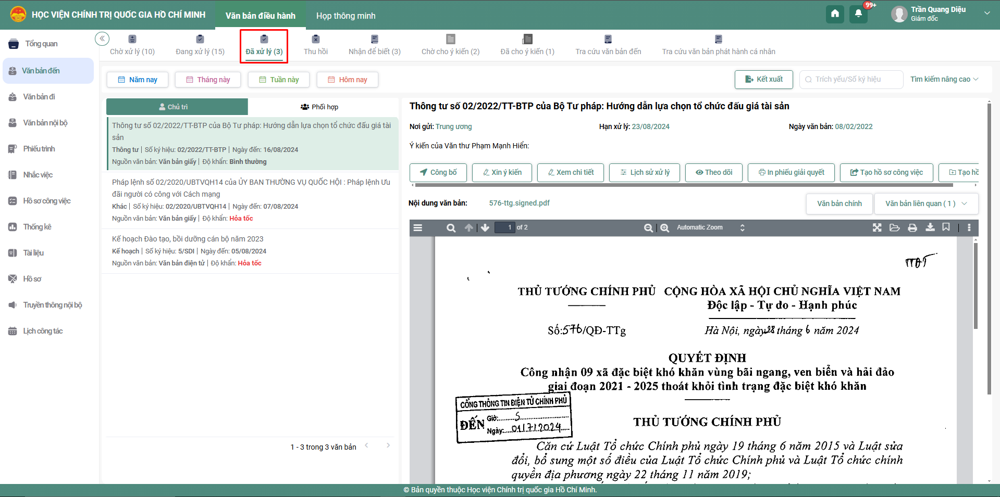 HỌC VIỆN CHÍNH TRỊ QUỐC GIA HỒ CHÍ MINH
Văn bản điều hành
Họp thông minh
99+
Trần Quang Diệu
Giám đốc
Tổng quan
Văn bản đến
Văn bản đi
Văn bản nội bộ
Phiếu trình
Nhắc việc
Hồ sơ công việc
Thống kê
Tài liệu
Hồ sơ
Truyền thông nội bộ
Lịch công tác
Chờ xử lý (10)
Đang xử lý (15)
Đã xử lý (3)
Thu hồi
Nhận để biết (3)
Chờ cho ý kiến (2)
Đã cho ý kiến (1)
Tra cứu văn bản đến
Tra cứu văn bản phát hành cá nhân
Năm nay
Tháng này
Tuần này
Hôm nay
Kết xuất
Trích yếu/Số ký hiệu
Tìm kiếm nâng cao
Chủ trì
Phối hợp
Thông tư số 02/2022/TT-BTP của Bộ Tư pháp: Hướng dẫn lựa chọn tổ chức đấu giá tài
sản
Thông tư | Số ký hiệu: 02/2022/TT-BTP | Ngày đến: 16/08/2024
Nguồn văn bản: Văn bản giấy | Độ khẩn: Bình thường
Pháp lệnh số 02/2020/UBTVQH14 của ỦY BAN THƯỜNG VỤ QUỐC HỘI : Pháp lệnh Ưu
đãi người có công với Cách mạng
Khác | Số ký hiệu: 02/2020/UBTVQH14 | Ngày đến: 07/08/2024
Nguồn văn bản: Văn bản giấy | Độ khẩn: Hỏa tốc
Kế hoạch Đào tạo, bồi dưỡng cán bộ năm 2023
Kế hoạch | Số ký hiệu: 5/SDI | Ngày đến: 05/08/2024
Nguồn văn bản: Văn bản điện tử | Độ khẩn: Hỏa tốc
1 - 3 trong 3 văn bản
Thông tư số 02/2022/TT-BTP của Bộ Tư pháp: Hướng dẫn lựa chọn tổ chức đấu giá tài sản
Nơi gửi: Trung ương
Hạn xử lý: 23/08/2024
Ngày văn bản: 08/02/2022
Ý kiến của Văn thư Phạm Mạnh Hiển:
Công bố
Xin ý kiến
Xem chi tiết
Lịch sử xử lý
Theo dõi
In phiếu giải quyết
Tạo hồ sơ công việc
Tạo hồ
Nội dung văn bản:
576-ttg.signed.pdf
Văn bản chính
Văn bản liên quan ( 1 )
1 of 2
Automatic Zoom
TTĐT
THỦ TƯỚNG CHÍNH PHỦ
CỘNG HÒA XÃ HỘI CHỦ NGHĨA VIỆT NAM
Độc lập - Tự do - Hạnh phúc
Số:576/QĐ-TTg
Hà Nội, ngày 28 tháng 6 năm 2024
QUYẾT ĐỊNH
Công nhận 09 xã đặc biệt khó khăn vùng bãi ngang, ven biển và hải đảo
giai đoạn 2021 - 2025 thoát khỏi tình trạng đặc biệt khó khăn
CỔNG THÔNG TIN ĐIỆN TỬ CHÍNH PHỦ
ĐẾN
Giờ:.......S.......
Ngày:....01/7/2024....
THỦ TƯỚNG CHÍNH PHỦ
Căn cứ Luật Tổ chức Chính phủ ngày 19 tháng 6 năm 2015 và Luật sửa
đổi, bổ sung một số điều của Luật Tổ chức Chính phủ và Luật Tổ chức chính
quyền địa phương ngày 22 tháng 11 năm 2019;
© Bản quyền thuộc Học viện Chính trị quốc gia Hồ Chí Minh.